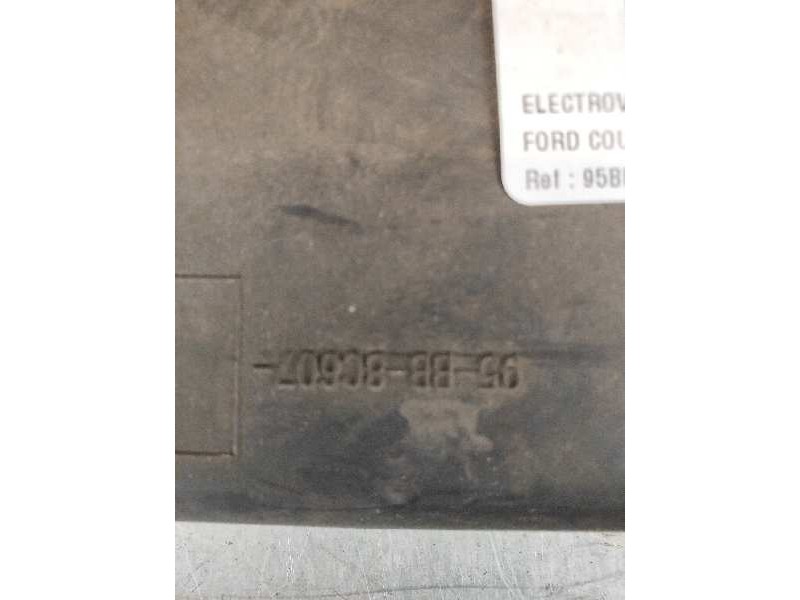 ELECTROV
FORD COU
Ref : 95B
95-BB-8C607-